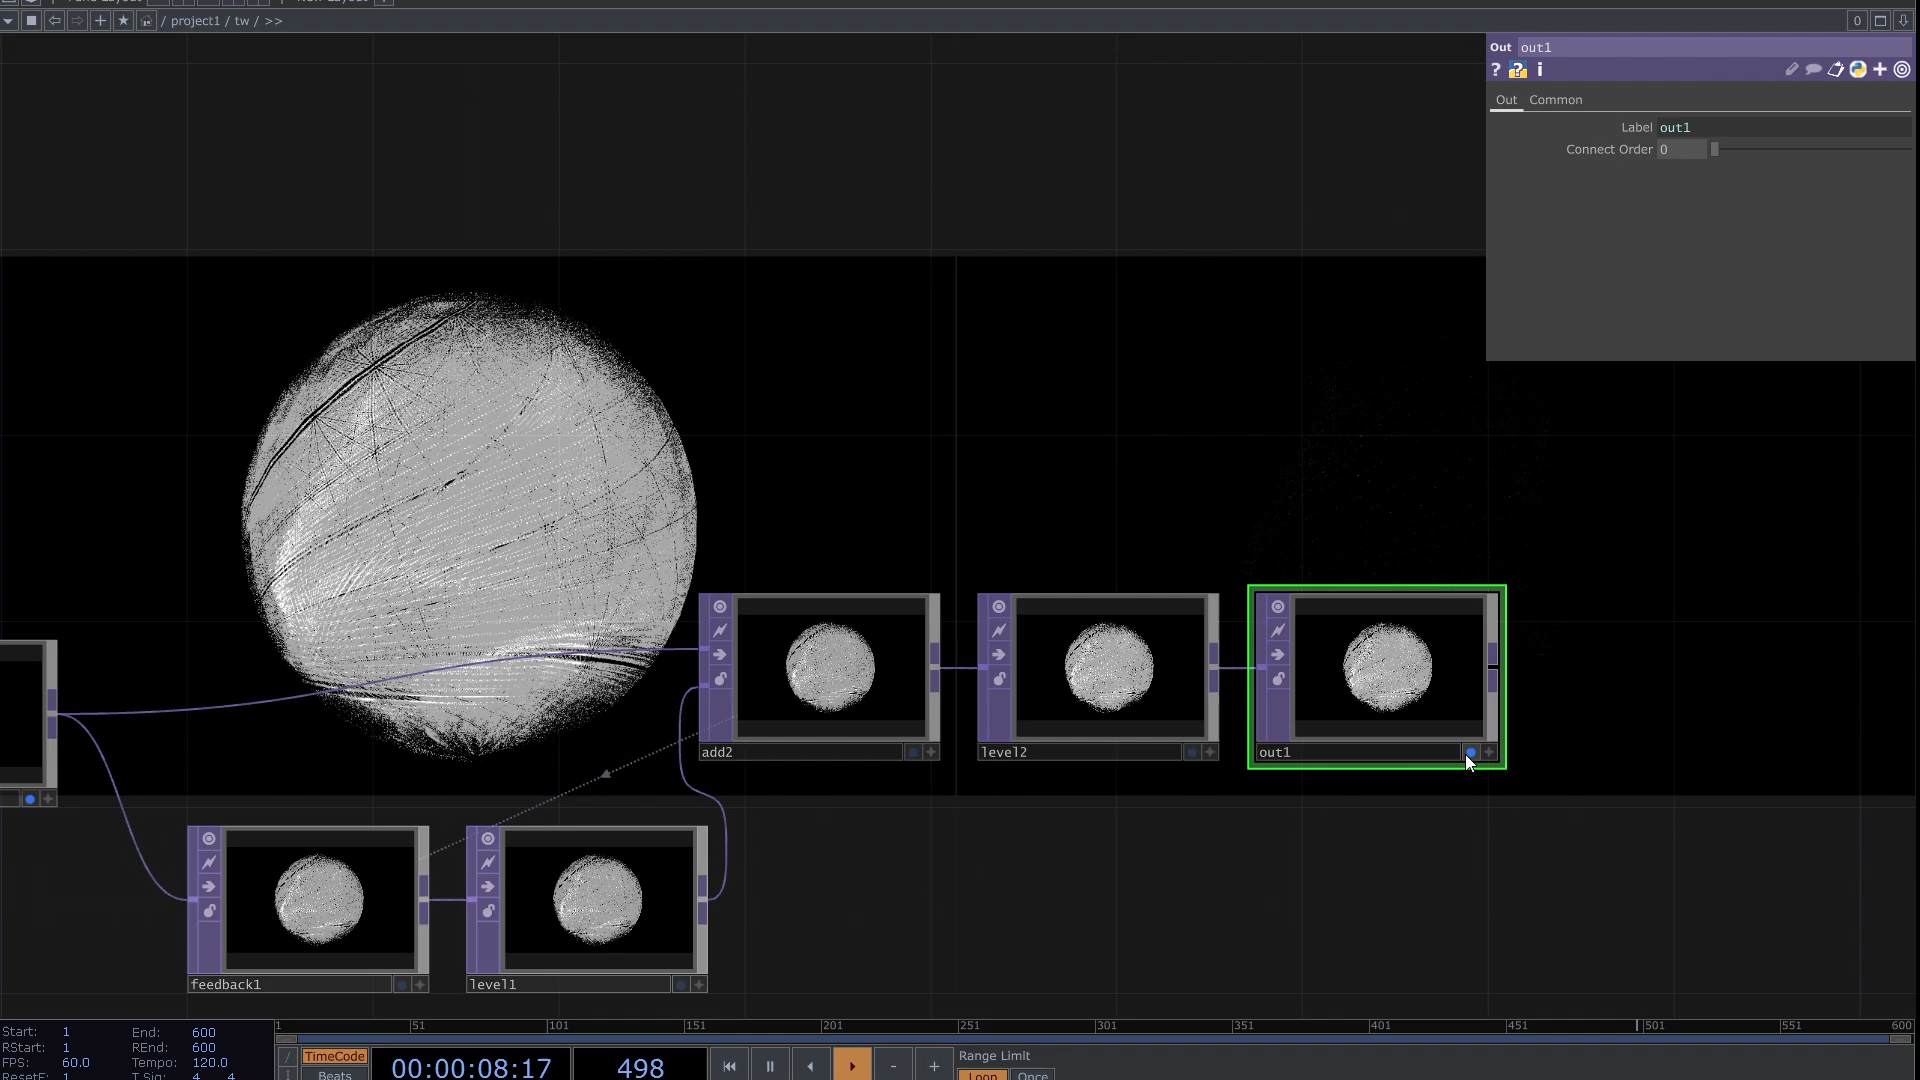 / project1 / tw / >>
0
Out out1
? ? i
Out Common
Label out1
Connect Order 0
add2
level2
out1
feedback1
level1
1 51 101 151 201 251 301 351 401 451 501 551 600
Start: 1 End: 600
RStart: 1 REnd: 600
FPS: 60.0 Tempo: 120.0
ResetF: 1 T Sig: 4 4
TimeCode
Beats
00:00:08:17
498
- +
Range Limit
Loop Once